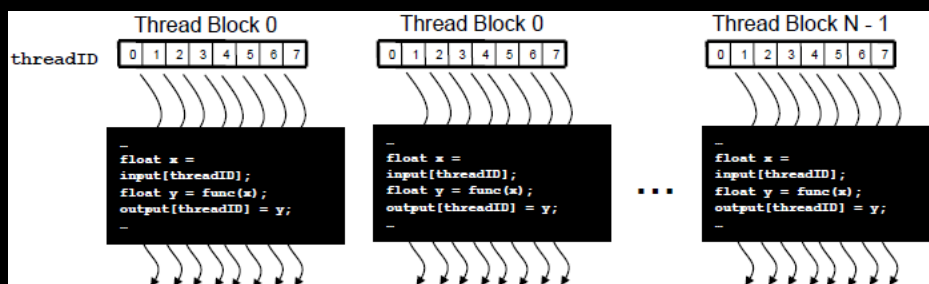 Thread Block 0
Thread Block 0
Thread Block N - 1
threadID
0 1 2 3 4 5 6 7
0 1 2 3 4 5 6 7
0 1 2 3 4 5 6 7
…
float x =
input[threadID];
float y = func(x);
output[threadID] = y;
…
…
float x =
input[threadID];
float y = func(x);
output[threadID] = y;
…
...
…
float x =
input[threadID];
float y = func(x);
output[threadID] = y;
…